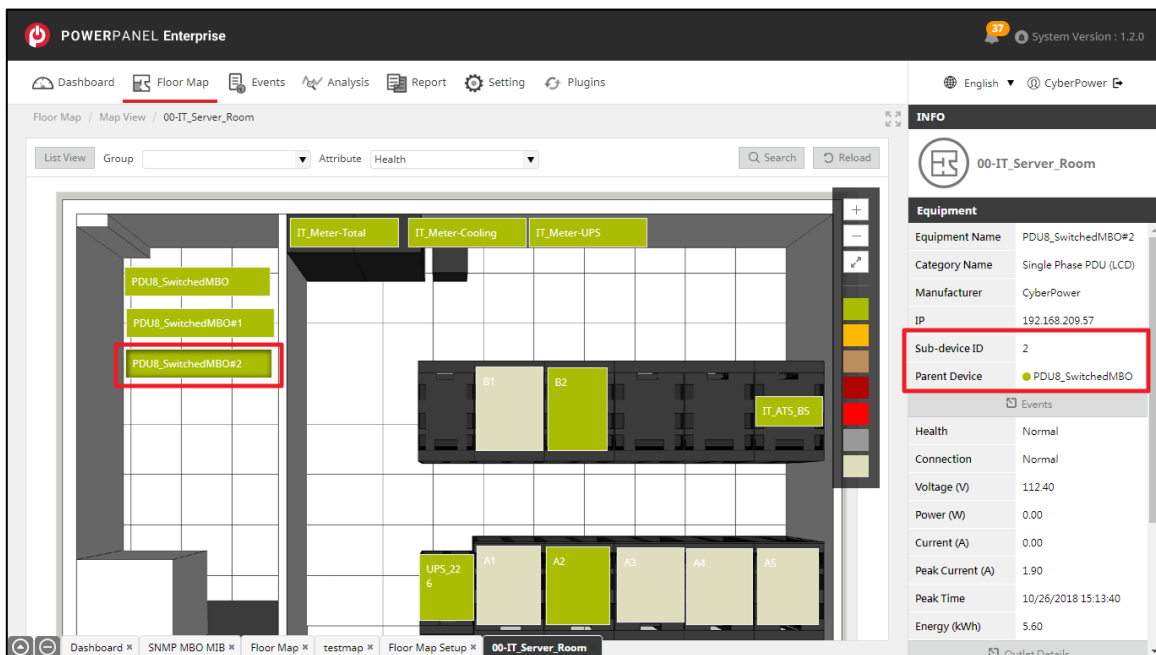 POWERPANEL Enterprise
37
System Version : 1.2.0
Dashboard
Floor Map
Events
Analysis
Report
Setting
Plugins
English
CyberPower
Floor Map / Map View / 00-IT_Server_Room
List View
Group
Attribute
Health
Search
Reload
IT_Meter-Total
IT_Meter-Cooling
IT_Meter-UPS
PDU8_SwitchedMBO
PDU8_SwitchedMBO#1
PDU8_SwitchedMBO#2
B1
B2
IT_ATS_B5
UPS_22
6
A1
A2
A3
A4
A5
+
−
INFO
00-IT_Server_Room
Equipment
Equipment Name PDU8_SwitchedMBO#2
Category Name Single Phase PDU (LCD)
Manufacturer CyberPower
IP 192.168.209.57
Sub-device ID 2
Parent Device PDU8_SwitchedMBO
Events
Health Normal
Connection Normal
Voltage (V) 112.40
Power (W) 0.00
Current (A) 0.00
Peak Current (A) 1.90
Peak Time 10/26/2018 15:13:40
Energy (kWh) 5.60
Outlet Details
Dashboard ×
SNMP MBO MIB ×
Floor Map ×
testmap ×
Floor Map Setup ×
00-IT_Server_Room